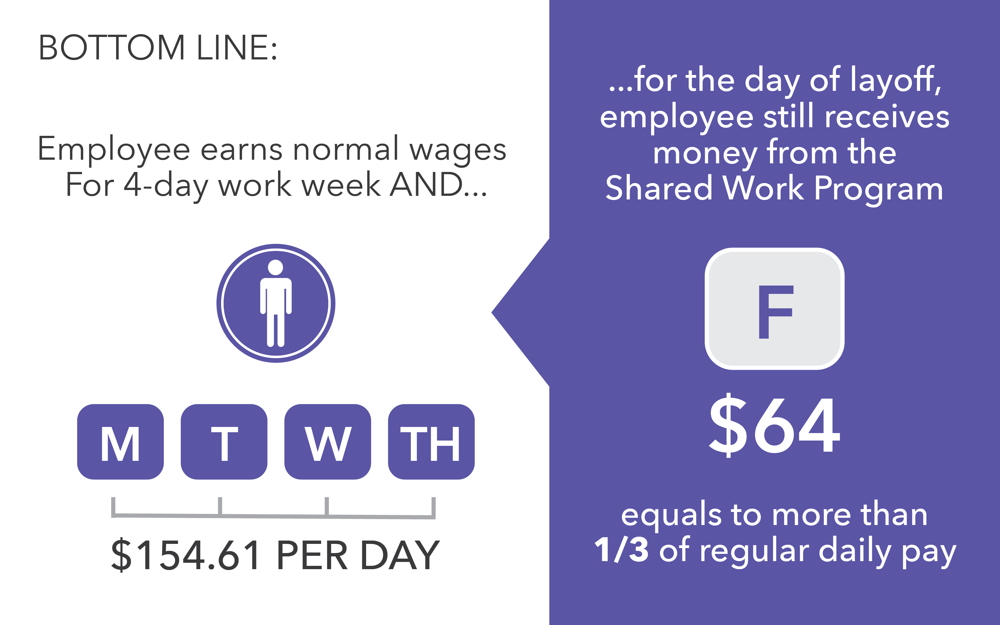 BOTTOM LINE:
Employee earns normal wages
For 4-day work week AND...
M T W TH
$154.61 PER DAY
...for the day of layoff,
employee still receives
money from the
Shared Work Program
F
$64
equals to more than
1/3 of regular daily pay